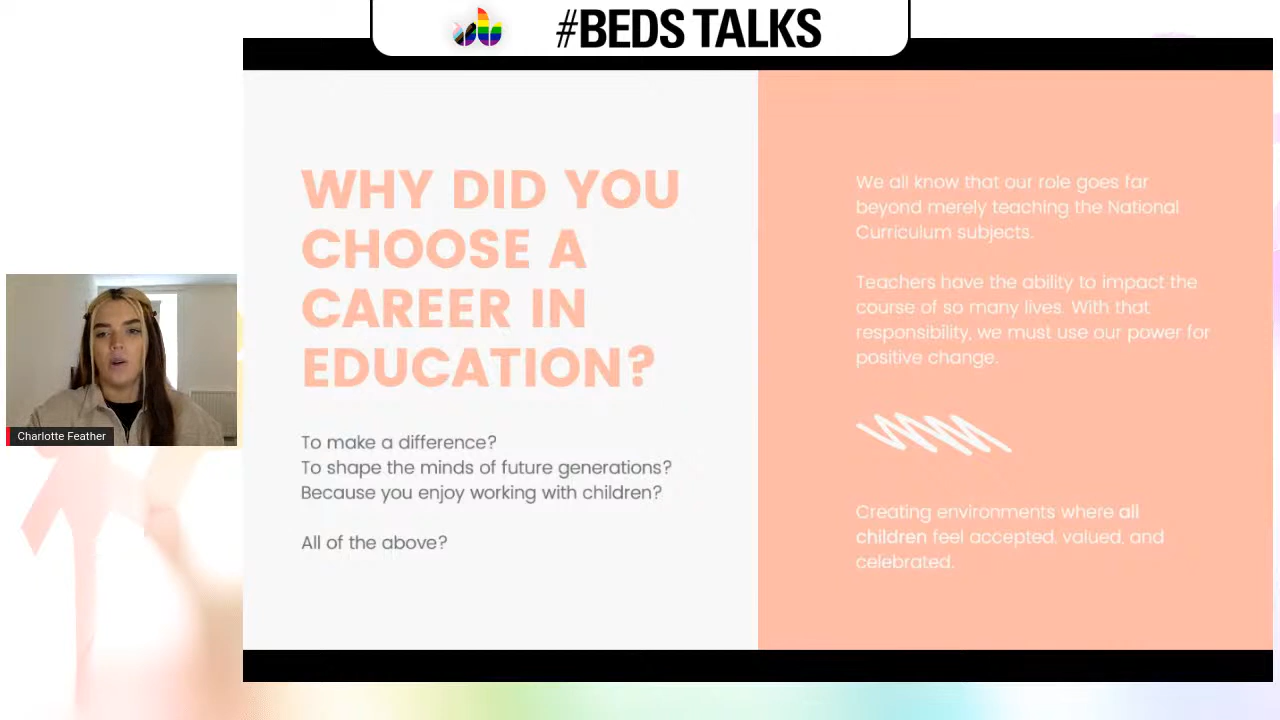 #BEDS TALKS
WHY DID YOU
CHOOSE A
CAREER IN
EDUCATION?
To make a difference?
To shape the minds of future generations?
Because you enjoy working with children?
All of the above?
We all know that our role goes far
beyond merely teaching the National
Curriculum subjects.
Teachers have the ability to impact the
course of so many lives. With that
responsibility, we must use our power for
positive change.
Creating environments where all
children feel accepted, valued, and
celebrated.
Charlotte Feather